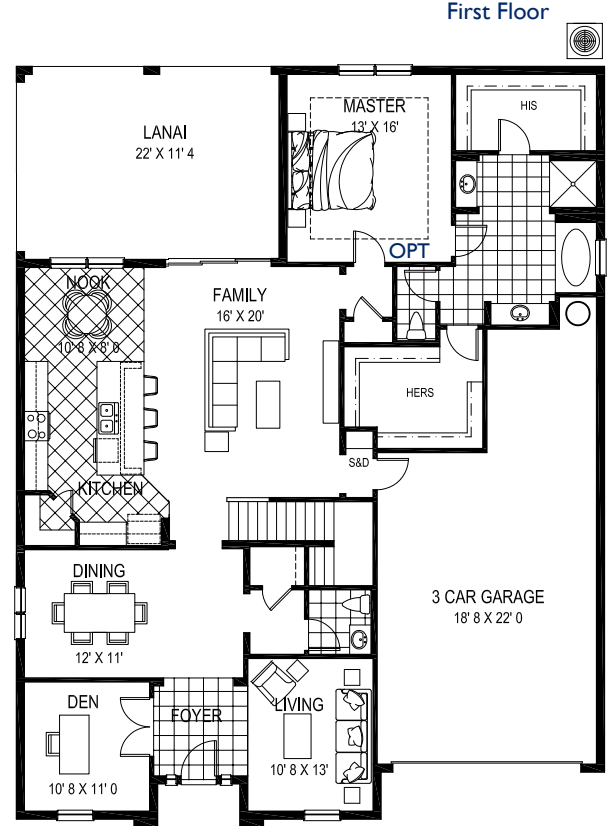 First Floor
MASTER
13' X 16'
HIS
LANAI
22' X 11' 4
OPT
NOOK
10' 8 X 8' 0
FAMILY
16' X 20'
HERS
S&D
KITCHEN
DINING
12' X 11'
3 CAR GARAGE
18' 8 X 22' 0
DEN
10' 8 X 11' 0
FOYER
LIVING
10' 8 X 13'